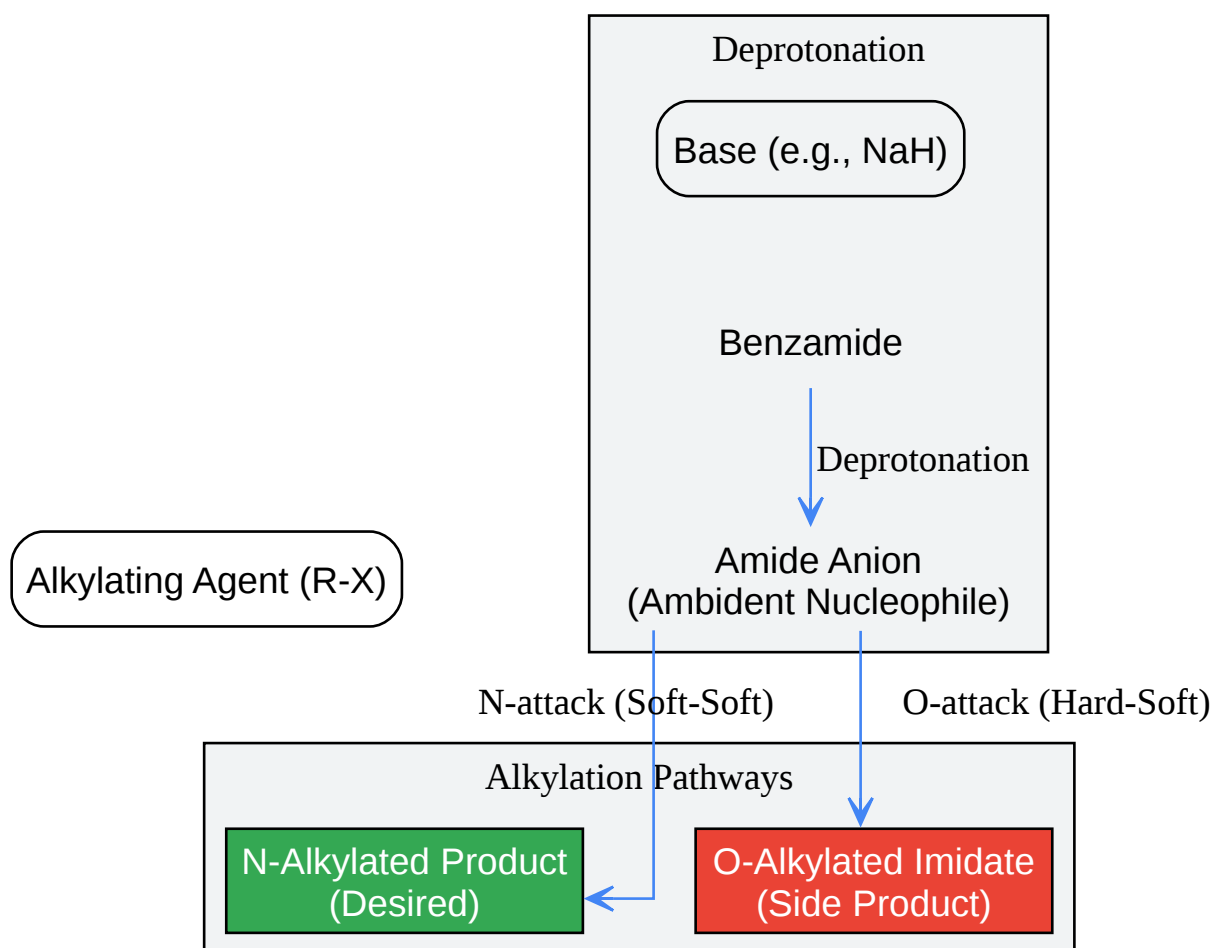 Deprotonation
Base (e.g., NaH)
Benzamide
Deprotonation
Alkylating Agent (R-X)
Amide Anion
(Ambident Nucleophile)
N-attack (Soft-Soft)
O-attack (Hard-Soft)
Alkylation Pathways
N-Alkylated Product
(Desired)
O-Alkylated Imidate
(Side Product)